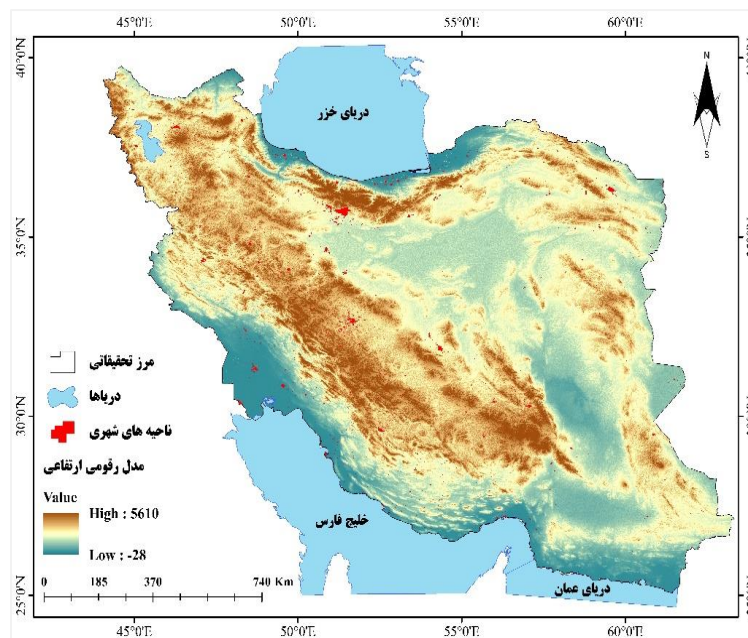 45°0'E 50°0'E 55°0'E 60°0'E
40°0'N
35°0'N
30°0'N
25°0'N
N
S
دریای خزر
خلیج فارس
دریای عمان
مرز تحقیقاتی
دریاها
ناحیه های شهری
مدل رقومی ارتفاعی
Value
High : 5610
Low : -28
0 185 370 740 Km
45°0'E 50°0'E 55°0'E 60°0'E